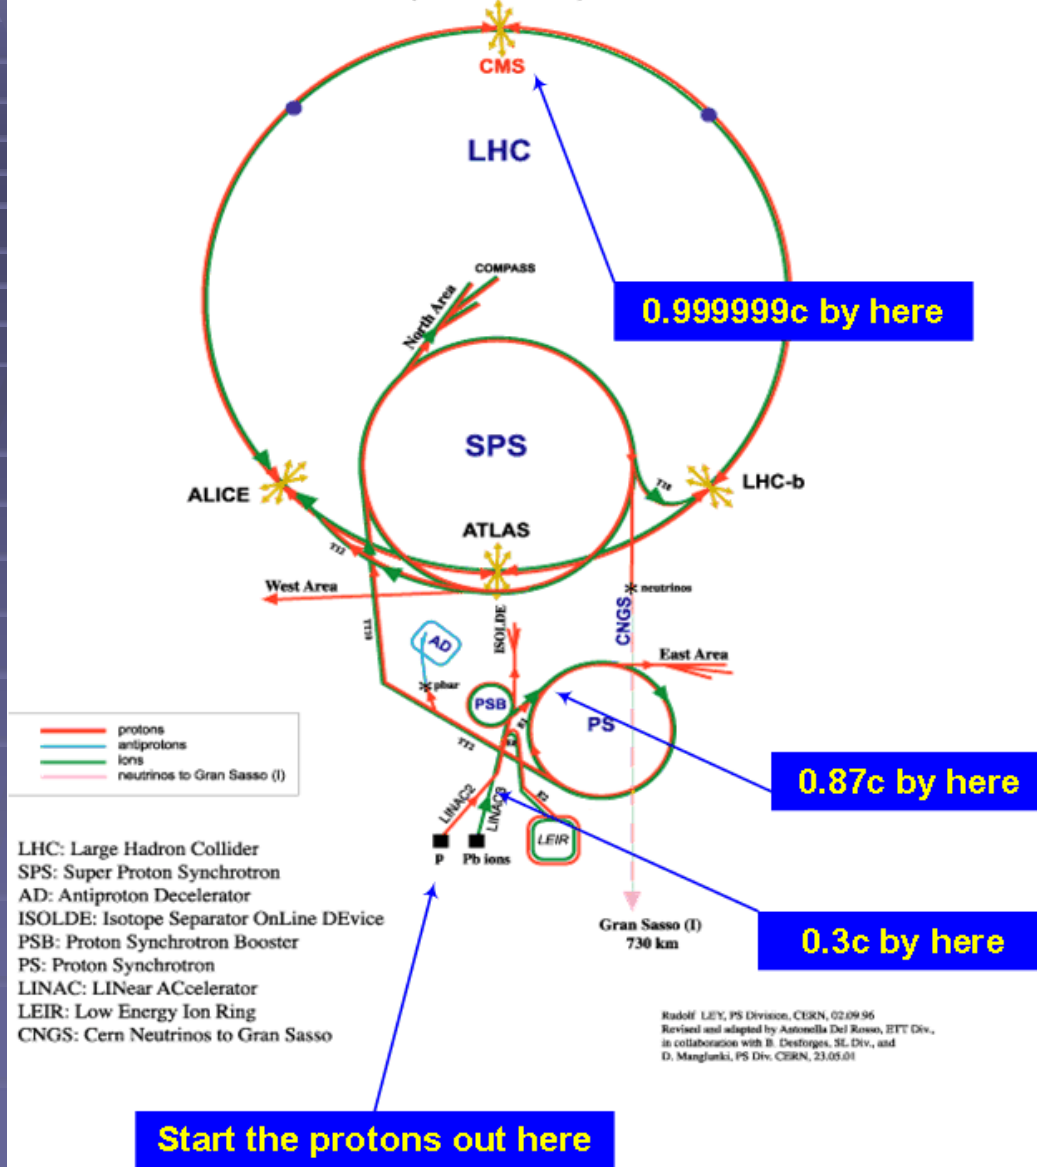 CMS
LHC
COMPASS
North Area
0.999999c by here
SPS
ALICE
TI8
LHC-b
ATLAS
TI2
West Area
neutrinos
CNGS
ISOLDE
TT10
AD
East Area
pbar
PSB
PS
TT2
E2
protons
antiprotons
ions
neutrinos to Gran Sasso (I)
0.87c by here
LINAC2
LINAC3
LEIR
p
Pb ions
LHC: Large Hadron Collider
SPS: Super Proton Synchrotron
AD: Antiproton Decelerator
ISOLDE: Isotope Separator OnLine DEvice
PSB: Proton Synchrotron Booster
PS: Proton Synchrotron
LINAC: LINear ACcelerator
LEIR: Low Energy Ion Ring
CNGS: Cern Neutrinos to Gran Sasso
Gran Sasso (I)
730 km
0.3c by here
Rudolf LEY, PS Division, CERN, 02.09.96
Revised and adapted by Antonella Del Rosso, ETT Div.,
in collaboration with B. Desforges, SL Div., and
D. Manglunki, PS Div. CERN, 23.05.01
Start the protons out here